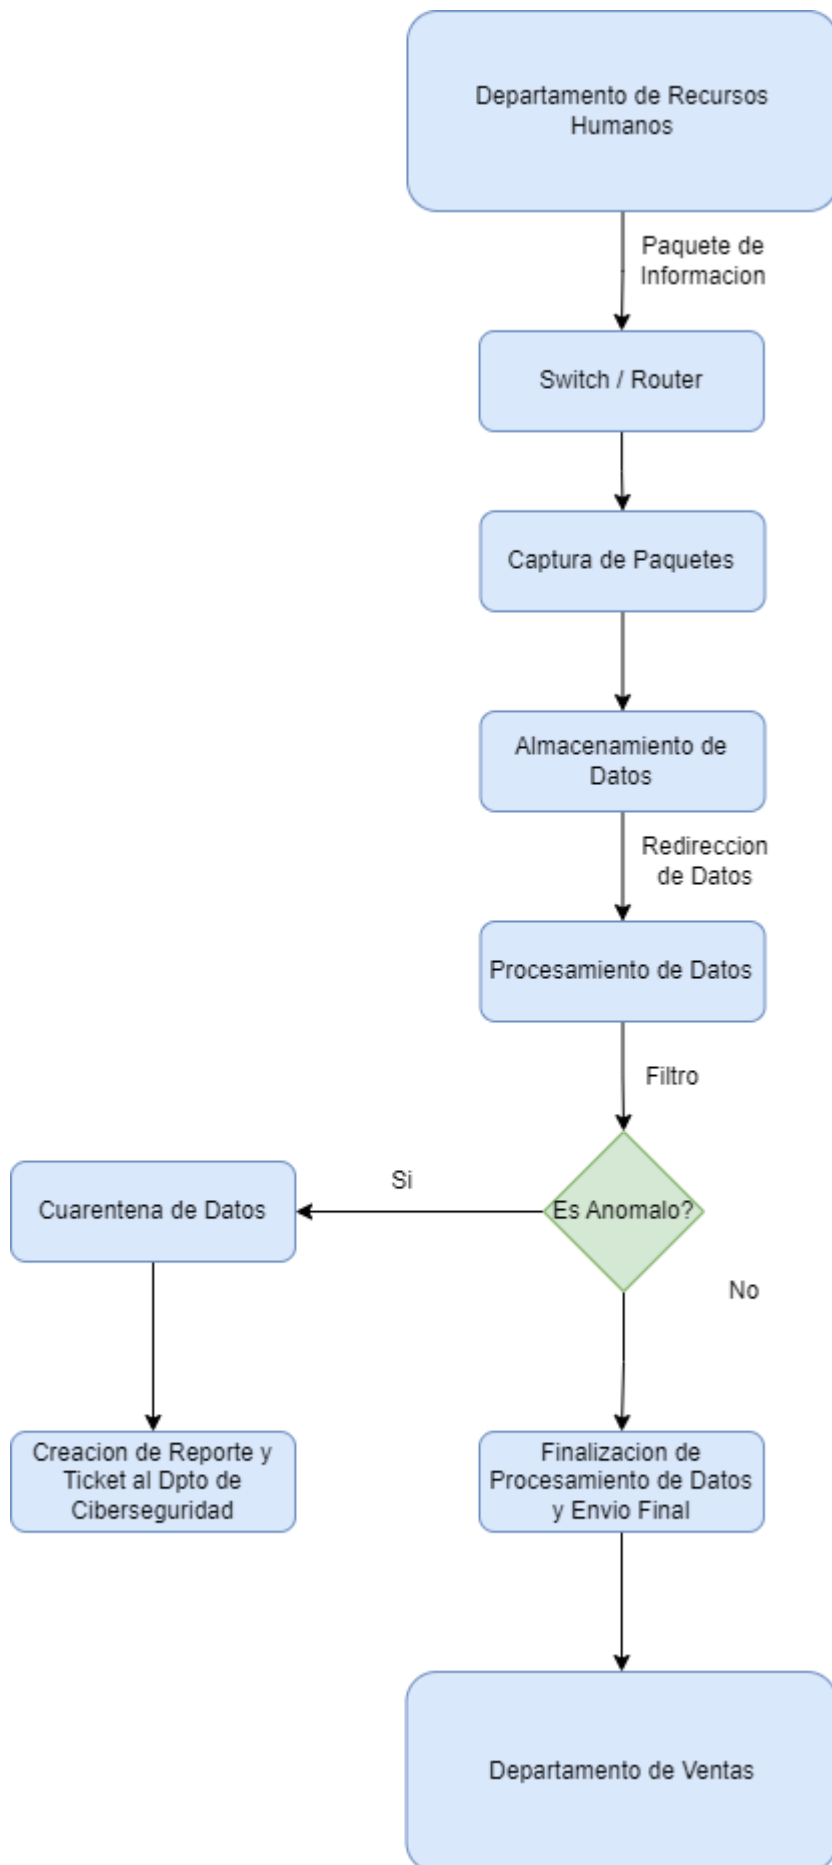 Departamento de Recursos
Humanos
Paquete de
Informacion
Switch / Router
Captura de Paquetes
Almacenamiento de
Datos
Redireccion
de Datos
Procesamiento de Datos
Filtro
Si
Cuarentena de Datos
Es Anomalo?
No
Creacion de Reporte y
Ticket al Dpto de
Ciberseguridad
Finalizacion de
Procesamiento de Datos
y Envio Final
Departamento de Ventas